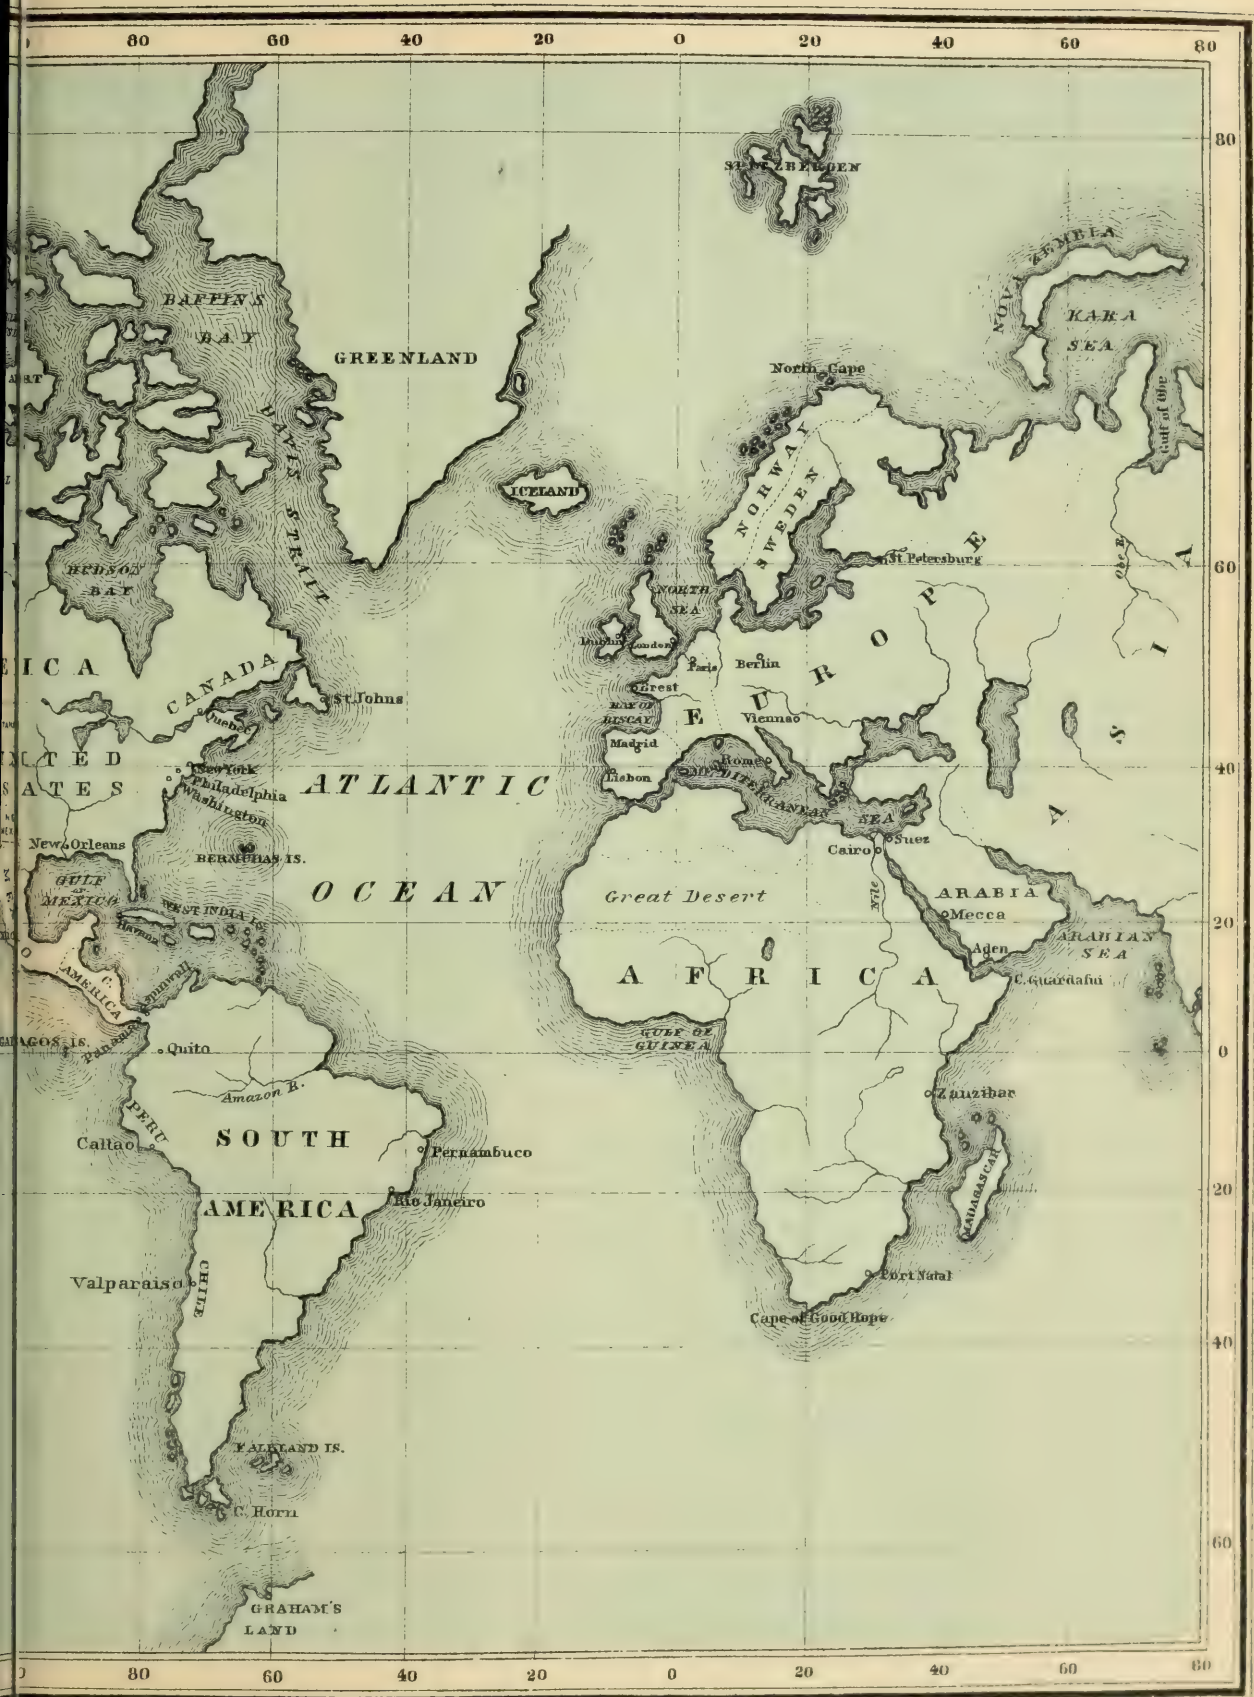 80 60 40 20 0 20 40 60 80
80
SPITZBERGEN
NOVA ZEMBLA
BAFFINS
BAY
KARA
SEA
GREENLAND
North Cape
Gulf of Obe
DAVIS STRAIT
NORWAY
SWEDEN
ICELAND
HUDSON
BAY
St. Petersburg
Obe R.
60
NORTH
SEA
Dublin
London
EUROPE
ASIA
Paris
Berlin
CANADA
St. Johns
Brest
BAY OF
BISCAY
Quebec
Vienna
Madrid
New York
ATLANTIC
Rome
40
Lisbon
Philadelphia
MEDITERRANEAN
SEA
Washington
New Orleans
BERMUDAS IS.
Suez
Cairo
GULF
OF
MEXICO
OCEAN
Great Desert
Nile
ARABIA
WEST INDIA IS.
Mecca
20
Havana
ARABIAN
SEA
Aden
AFRICA
C.
AMERICA
C. Guardafui
Aspinwall
Panama
GULF OF
GUINEA
Quito
0
Amazon R.
Zanzibar
PERU
SOUTH
Callao
Pernambuco
MADAGASCAR
20
Rio Janeiro
AMERICA
Valparaiso
CHILE
Port Natal
Cape of Good Hope
40
FALKLAND IS.
C. Horn
60
GRAHAM'S
LAND
80 60 40 20 0 20 40 60 80